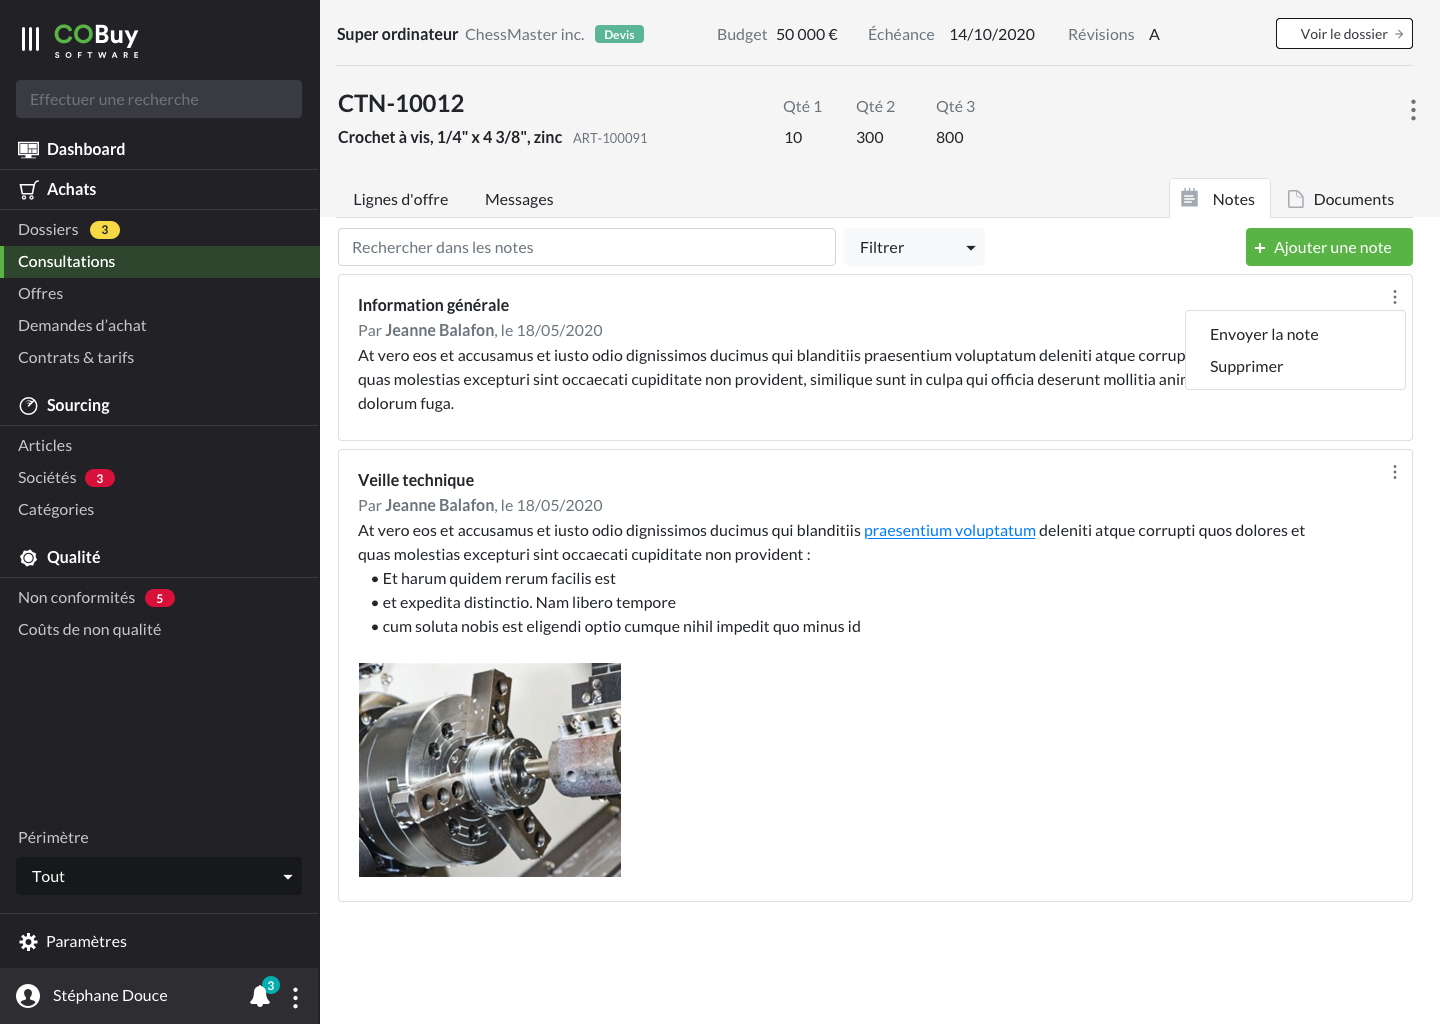 COBuy
SOFTWARE
Effectuer une recherche
Dashboard
Achats
Dossiers 3
Consultations
Offres
Demandes d’achat
Contrats & tarifs
Sourcing
Articles
Sociétés 3
Catégories
Qualité
Non conformités 5
Coûts de non qualité
Périmètre
Tout
Paramètres
Stéphane Douce 3
Super ordinateur ChessMaster inc. Devis Budget 50 000 € Échéance 14/10/2020 Révisions A Voir le dossier
CTN-10012 Qté 1 Qté 2 Qté 3
Crochet à vis, 1/4" x 4 3/8", zinc ART-100091 10 300 800
Lignes d'offre Messages Notes Documents
Rechercher dans les notes Filtrer + Ajouter une note
Information générale
Par Jeanne Balafon, le 18/05/2020
At vero eos et accusamus et iusto odio dignissimos ducimus qui blanditiis praesentium voluptatum deleniti atque
quas molestias excepturi sint occaecati cupiditate non provident, similique sunt in culpa qui officia deserunt mollitia
dolorum fuga.
Envoyer la note
Supprimer
Veille technique
Par Jeanne Balafon, le 18/05/2020
At vero eos et accusamus et iusto odio dignissimos ducimus qui blanditiis praesentium voluptatum deleniti atque corrupti quos dolores et
quas molestias excepturi sint occaecati cupiditate non provident :
• Et harum quidem rerum facilis est
• et expedita distinctio. Nam libero tempore
• cum soluta nobis est eligendi optio cumque nihil impedit quo minus id